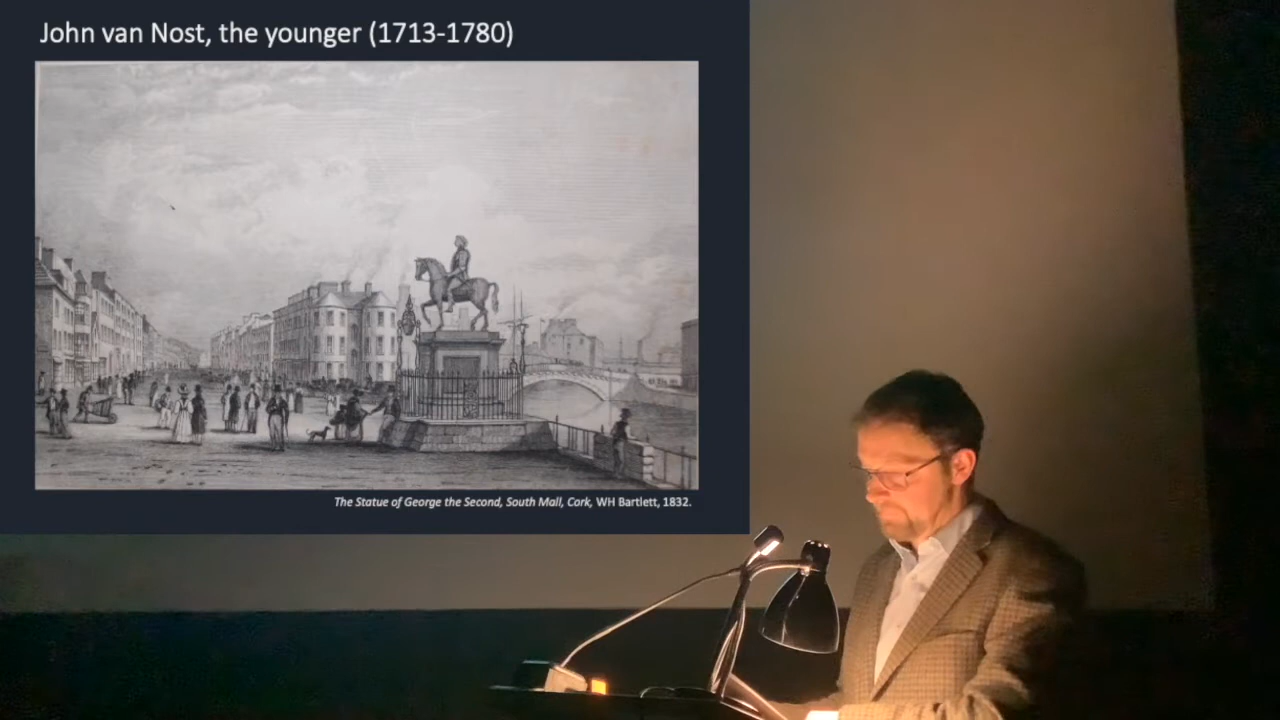 John van Nost, the younger (1713-1780)
The Statue of George the Second, South Mall, Cork, WH Bartlett, 1832.